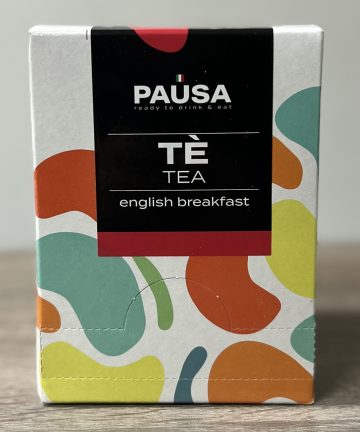 PAUSA
ready to drink & eat
TÈ
TEA
english breakfast